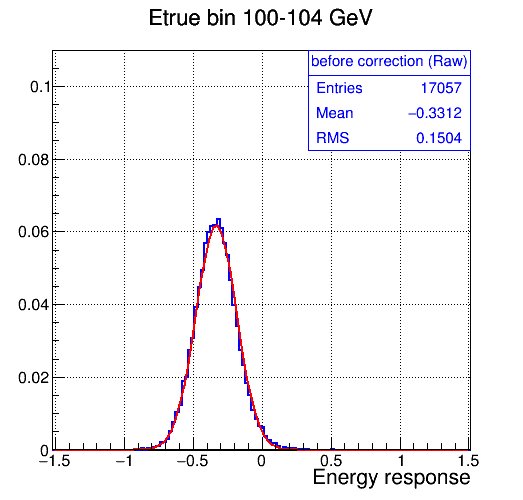 Etrue bin 100-104 GeV
before correction (Raw)
Entries 17057
Mean −0.3312
RMS 0.1504
0.1
0.08
0.06
0.04
0.02
0
−1.5 −1 −0.5 0 0.5 1 1.5
Energy response